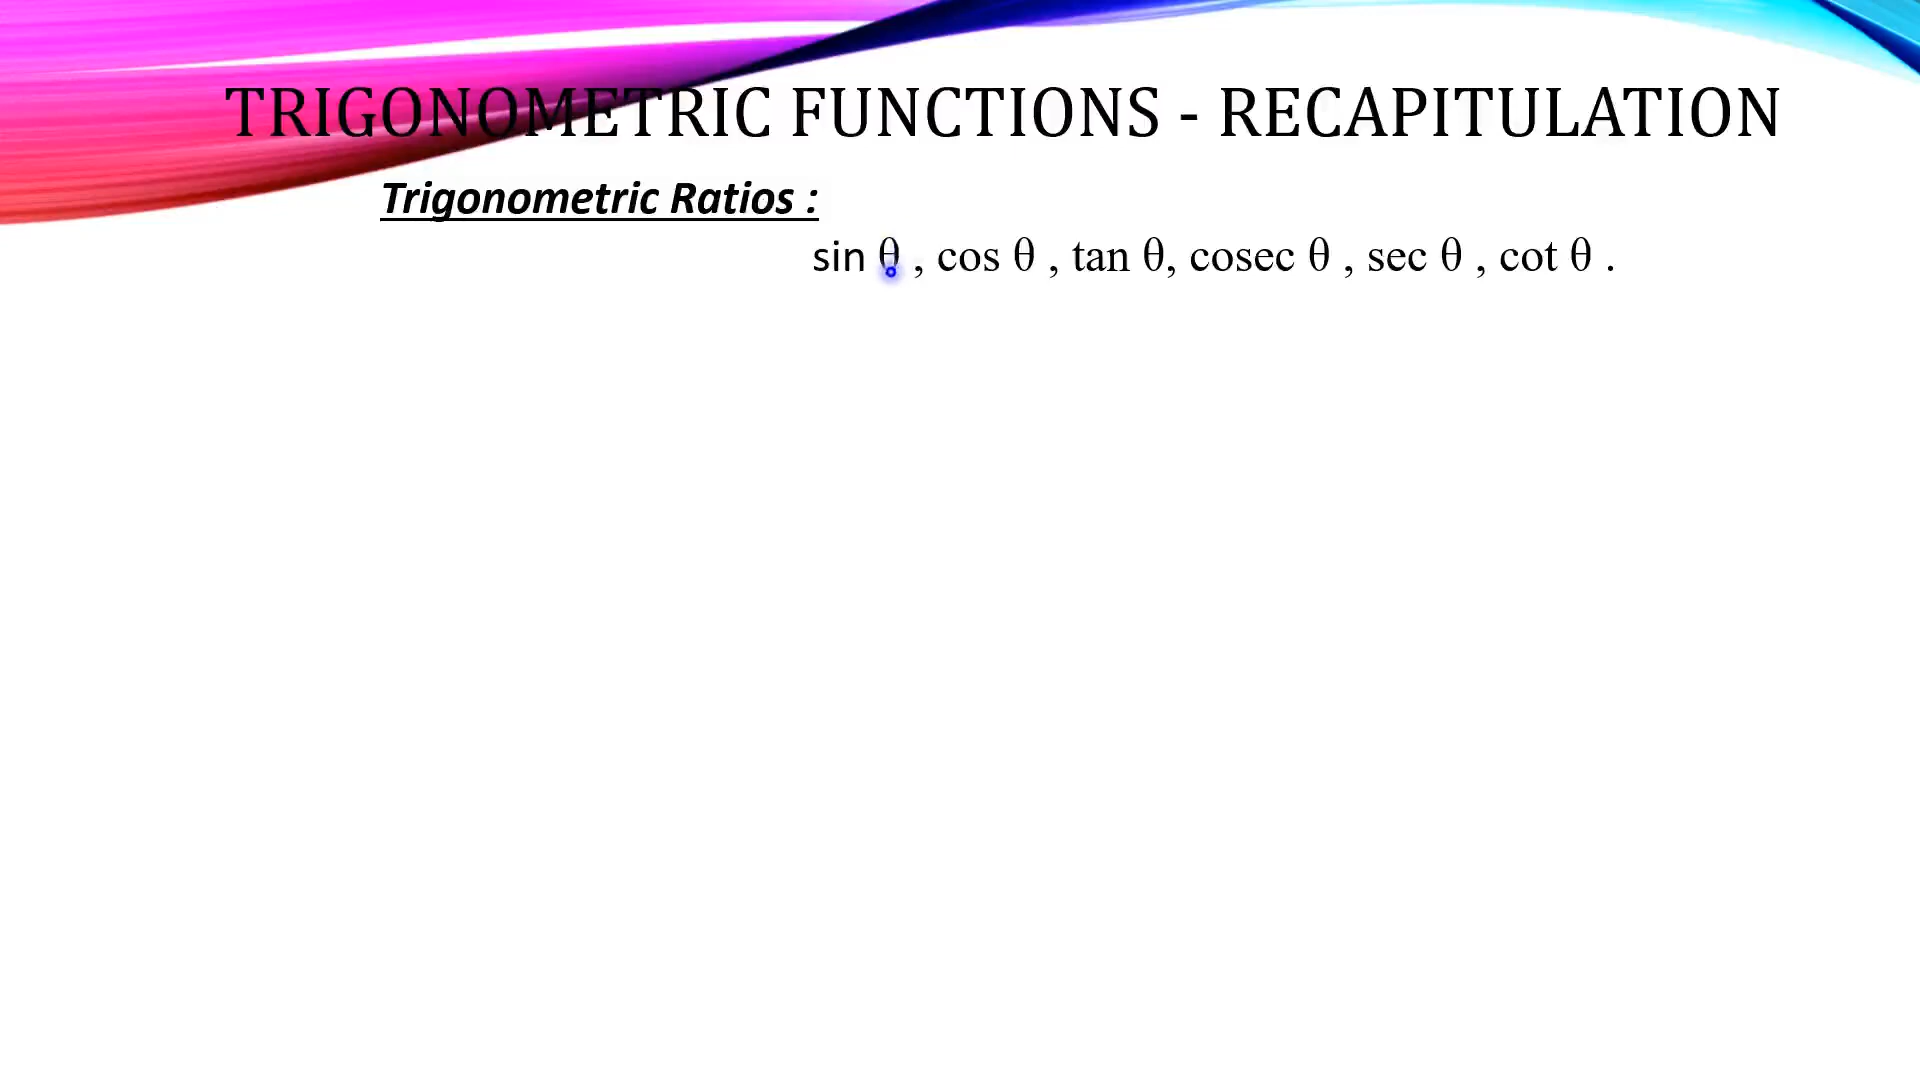 TRIGONOMETRIC FUNCTIONS - RECAPITULATION
Trigonometric Ratios :
sin θ , cos θ , tan θ, cosec θ , sec θ , cot θ .